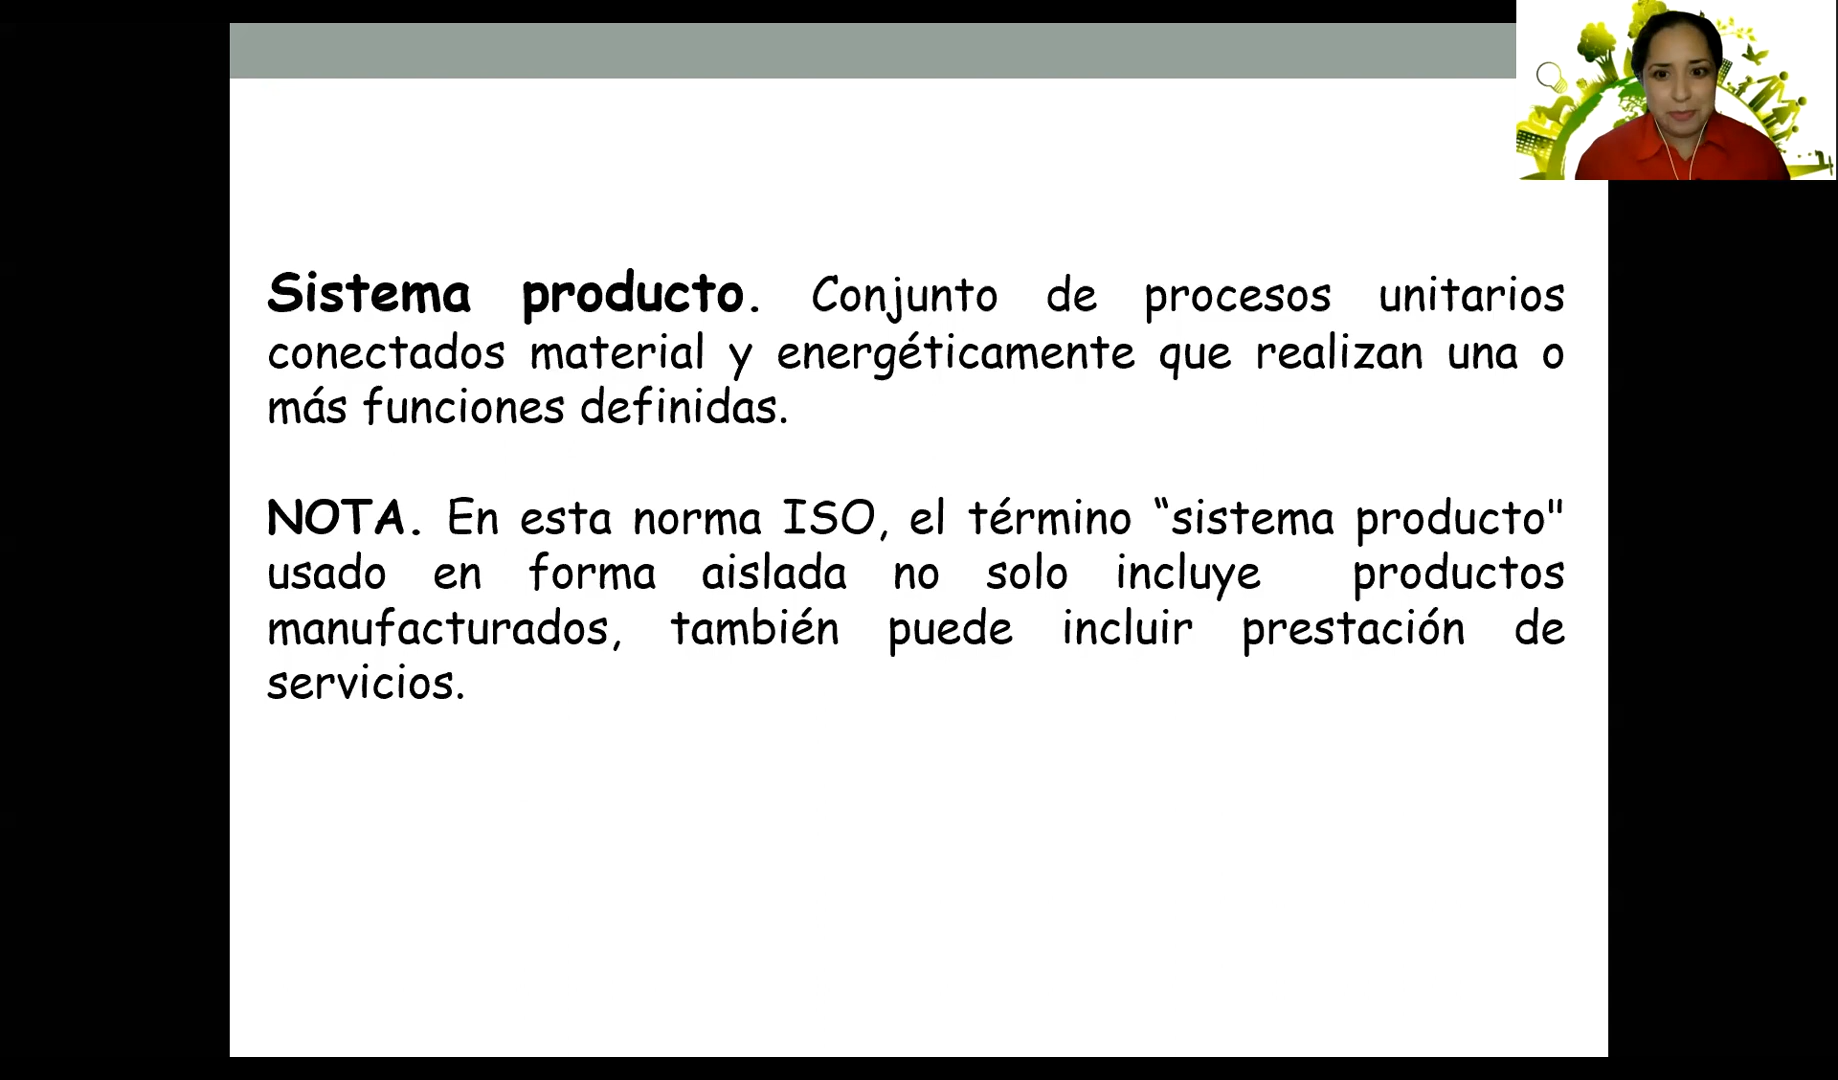 Sistema producto. Conjunto de procesos unitarios
conectados material y energéticamente que realizan una o
más funciones definidas.
NOTA. En esta norma ISO, el término “sistema producto"
usado en forma aislada no solo incluye productos
manufacturados, también puede incluir prestación de
servicios.